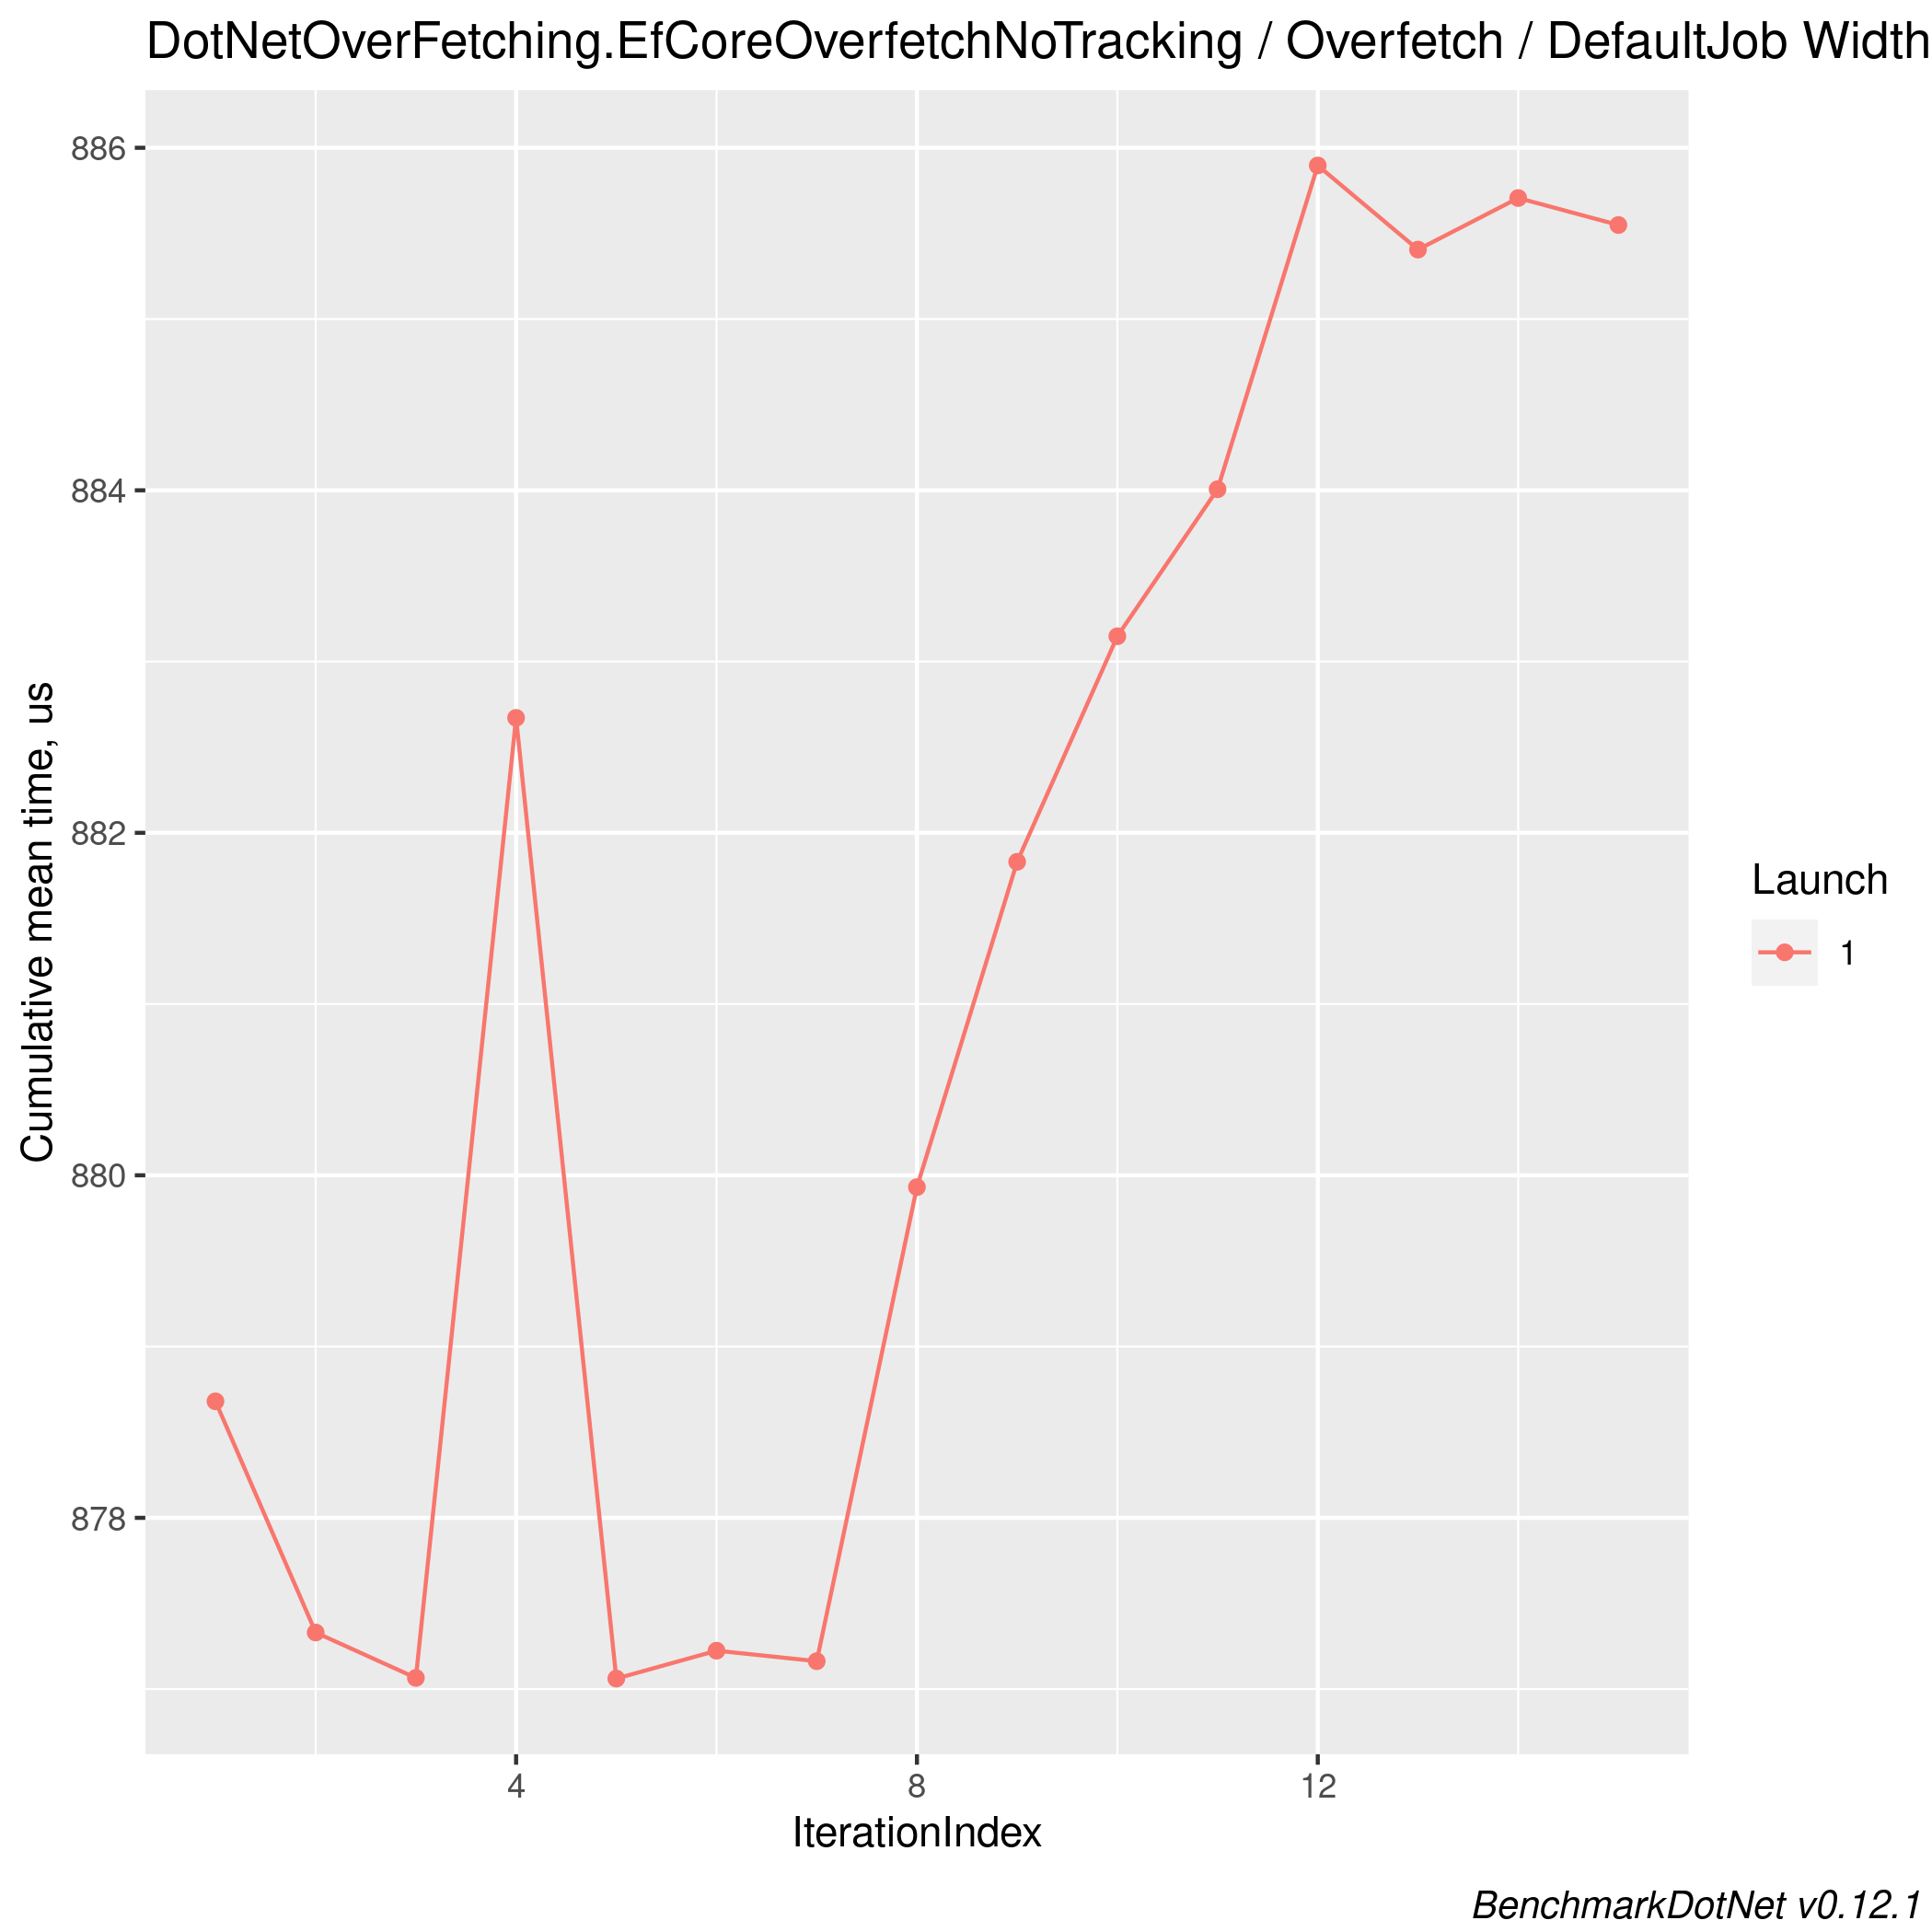 DotNetOverFetching.EfCoreOverfetchNoTracking / Overfetch / DefaultJob Width
886
884
882
880
878
Cumulative mean time, us
4
8
12
IterationIndex
Launch
1
BenchmarkDotNet v0.12.1